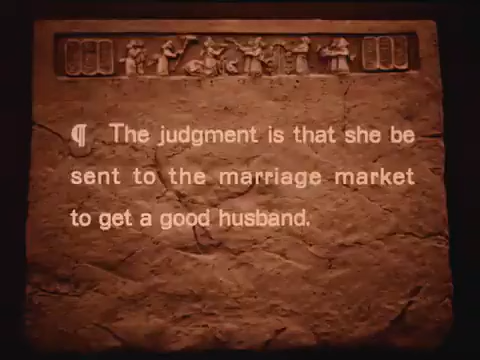 ¶ The judgment is that she be
sent to the marriage market
to get a good husband.